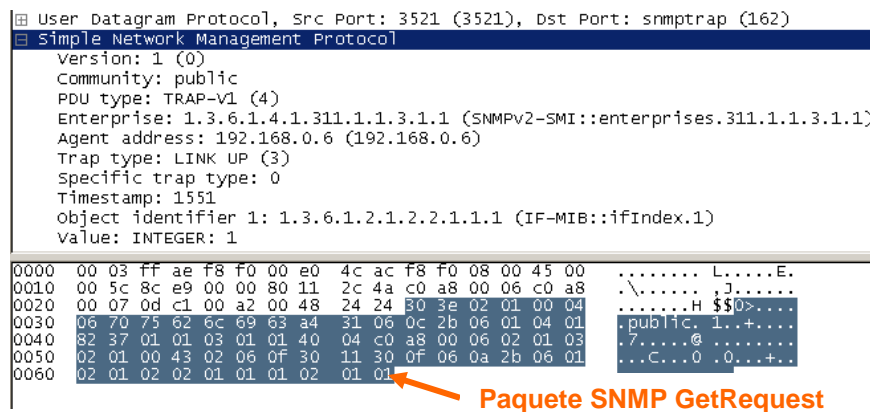 ⊞ User Datagram Protocol, Src Port: 3521 (3521), Dst Port: snmptrap (162)
⊟ Simple Network Management Protocol
Version: 1 (0)
Community: public
PDU type: TRAP-V1 (4)
Enterprise: 1.3.6.1.4.1.311.1.1.3.1.1 (SNMPv2-SMI::enterprises.311.1.1.3.1.1)
Agent address: 192.168.0.6 (192.168.0.6)
Trap type: LINK UP (3)
Specific trap type: 0
Timestamp: 1551
Object identifier 1: 1.3.6.1.2.1.2.2.1.1.1 (IF-MIB::ifIndex.1)
Value: INTEGER: 1
0000 00 03 ff ae f8 f0 00 e0 4c ac f8 f0 08 00 45 00 ........ L.....E.
0010 00 5c 8c e9 00 00 80 11 2c 4a c0 a8 00 06 c0 a8 .\...... ,J......
0020 00 07 0d c1 00 a2 00 48 24 24 30 3e 02 01 00 04 .......H $$0>....
0030 06 70 75 62 6c 69 63 a4 31 06 0c 2b 06 01 04 01 .public. 1..+....
0040 82 37 01 01 03 01 01 40 04 c0 a8 00 06 02 01 03 .7.....@ ........
0050 02 01 00 43 02 06 0f 30 11 30 0f 06 0a 2b 06 01 ...C...0 .0...+..
0060 02 01 02 02 01 01 01 02 01 01
Paquete SNMP GetRequest